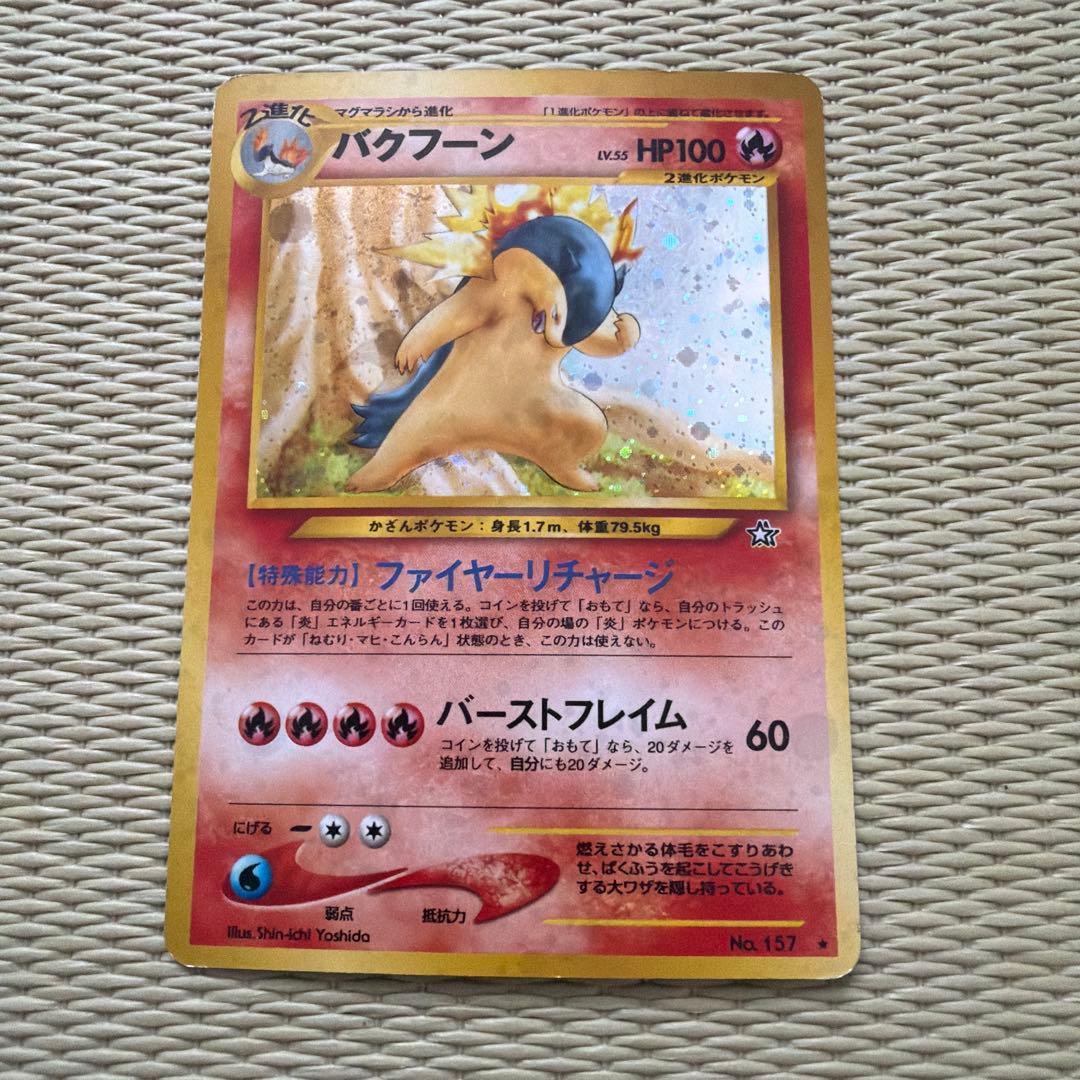 2進化
マグマラシから進化
「1進化ポケモン」の上に重ねて進化させます。
バクフーン
LV.55 HP100
2進化ポケモン
かざんポケモン：身長1.7m、体重79.5kg
【特殊能力】ファイヤーリチャージ
この力は、自分の番ごとに1回使える。コインを投げて「おもて」なら、自分のトラッシュ
にある「炎」エネルギーカードを1枚選び、自分の場の「炎」ポケモンにつける。この
カードが「ねむり・マヒ・こんらん」状態のとき、この力は使えない。
バーストフレイム 60
コインを投げて「おもて」なら、20ダメージを
追加して、自分にも20ダメージ。
にげる
燃えさかる体毛をこすりあわ
せ、ばくふうを起こしてこうげき
する大ワザを隠し持っている。
弱点
抵抗力
Illus. Shin-ichi Yoshida
No. 157 ★